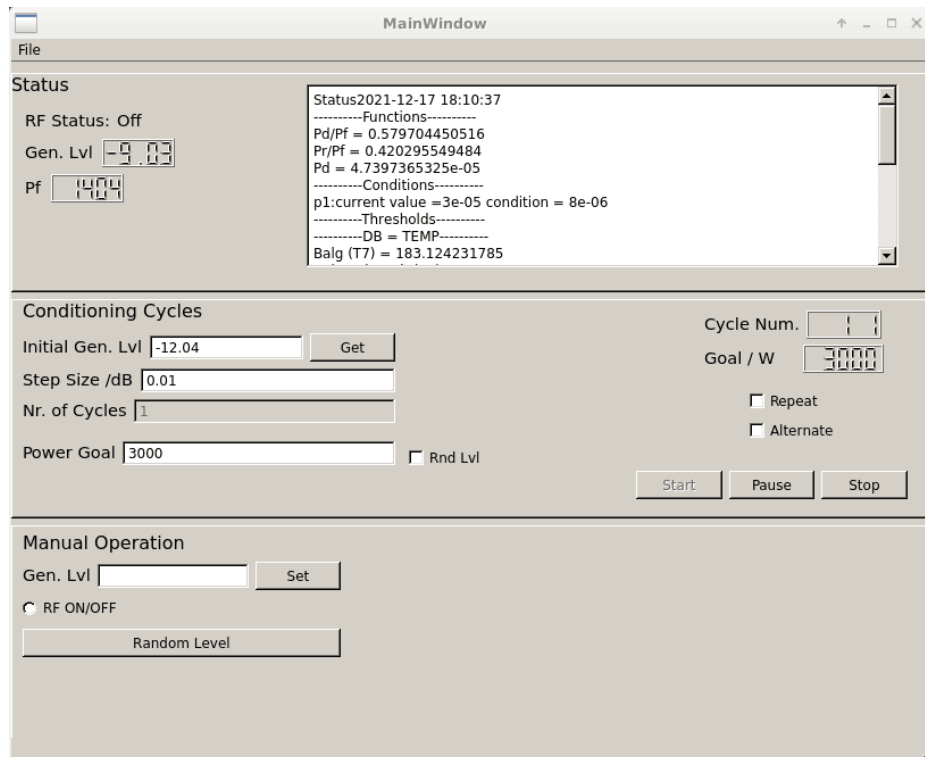 MainWindow
File
Status
RF Status: Off
Gen. Lvl -9.03
Pf 1404
Status2021-12-17 18:10:37
----------Functions----------
Pd/Pf = 0.579704450516
Pr/Pf = 0.420295549484
Pd = 4.7397365325e-05
----------Conditions----------
p1:current value =3e-05 condition = 8e-06
----------Thresholds----------
----------DB = TEMP----------
Balg (T7) = 183.124231785
Conditioning Cycles
Initial Gen. Lvl -12.04 Get
Step Size /dB 0.01
Nr. of Cycles 1
Power Goal 3000
Rnd Lvl
Cycle Num. 1 1
Goal / W 3000
Repeat
Alternate
Start Pause Stop
Manual Operation
Gen. Lvl Set
RF ON/OFF
Random Level